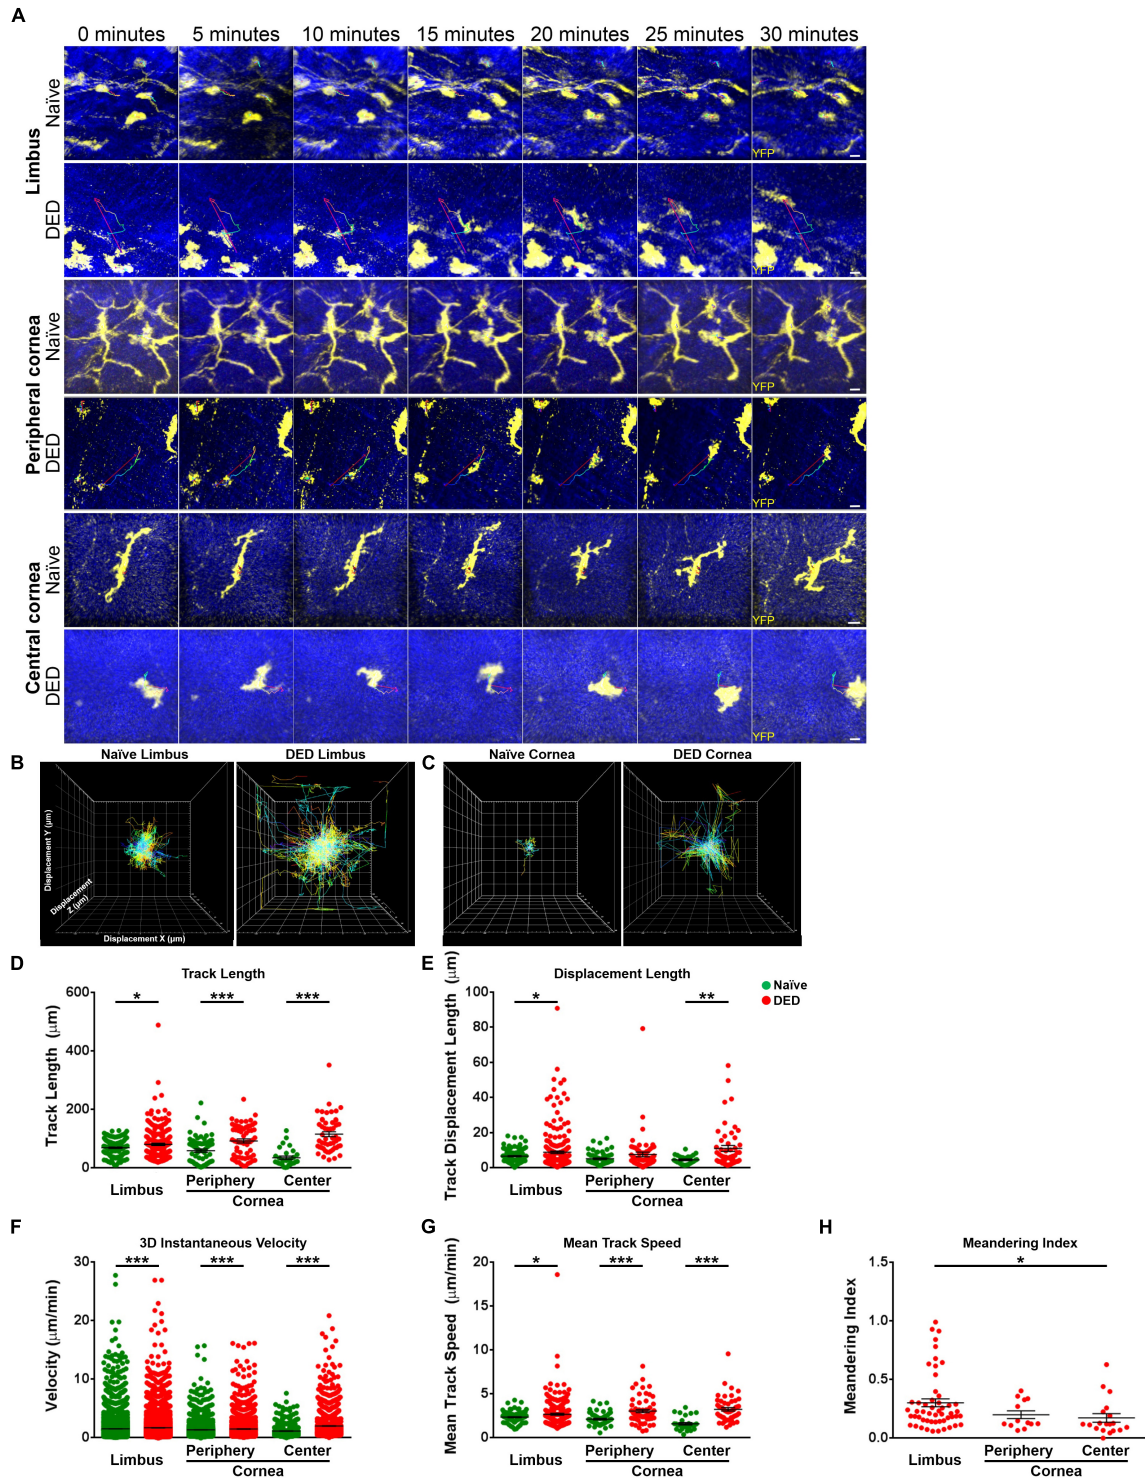 A
0 minutes 5 minutes 10 minutes 15 minutes 20 minutes 25 minutes 30 minutes
Limbus
Naïve
YFP
DED
YFP
Peripheral cornea
Naïve
YFP
DED
YFP
Central cornea
Naïve
YFP
DED
YFP
B
Naïve Limbus
DED Limbus
Displacement Y (µm)
Displacement Z (µm)
Displacement X (µm)
C
Naïve Cornea
DED Cornea
D
Track Length
Track Length (µm)
600
400
200
0
* *** ***
Limbus Periphery Center
Cornea
E
Displacement Length
Track Displacement Length (µm)
100
80
60
40
20
0
* **
Limbus Periphery Center
Cornea
Naïve
DED
F
3D Instantaneous Velocity
Velocity (µm/min)
30
20
10
0
*** *** ***
Limbus Periphery Center
Cornea
G
Mean Track Speed
Mean Track Speed (µm/min)
20
15
10
5
0
* *** ***
Limbus Periphery Center
Cornea
H
Meandering Index
Meandering Index
1.5
1.0
0.5
0.0
*
Limbus Periphery Center
Cornea